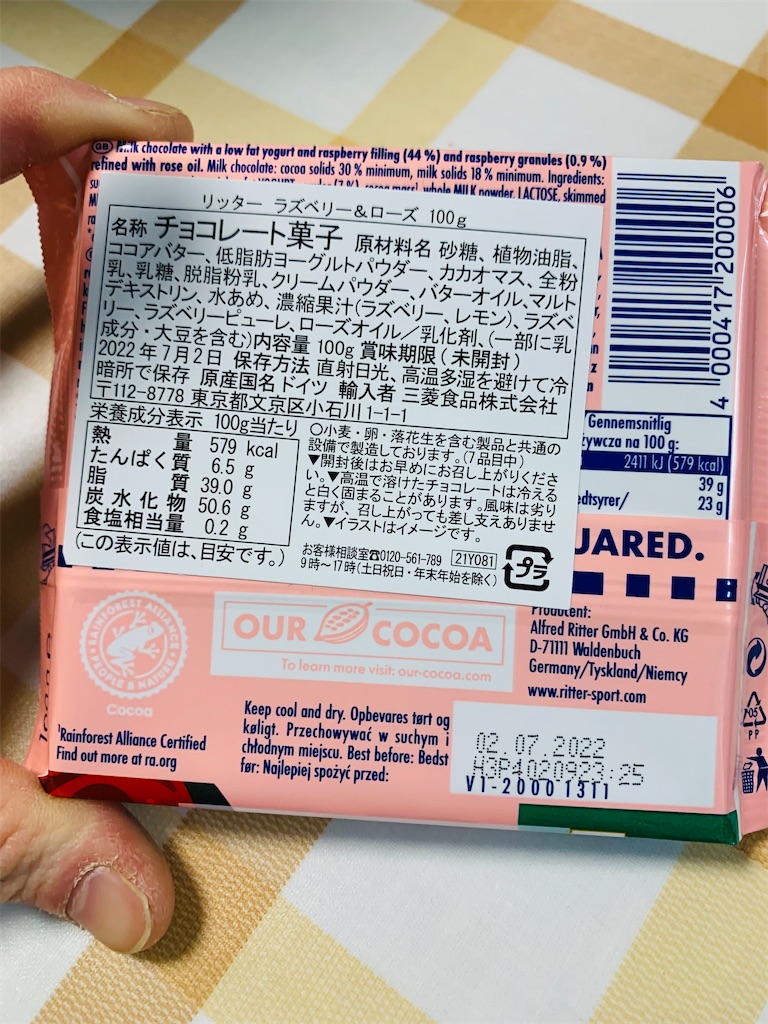 GB Milk chocolate with a low fat yogurt and raspberry filling (44 %) and raspberry granules (0.9 %)
refined with rose oil. Milk chocolate: cocoa solids 30 % minimum, milk solids 18 % minimum. Ingredients:
whole MILK powder, LACTOSE, skimmed
リッター ラズベリー&ローズ 100g
名称 チョコレート菓子 原材料名 砂糖、植物油脂、
ココアバター、低脂肪ヨーグルトパウダー、カカオマス、全粉
乳、乳糖、脱脂粉乳、クリームパウダー、バターオイル、マルト
デキストリン、水あめ、濃縮果汁(ラズベリー、レモン)、ラズベ
リー、ラズベリーピューレ、ローズオイル/乳化剤、(一部に乳
成分・大豆を含む)内容量 100g 賞味期限(未開封)
2022年7月2日 保存方法 直射日光、高温多湿を避けて冷
暗所で保存 原産国名 ドイツ 輸入者 三菱食品株式会社
〒112-8778 東京都文京区小石川1-1-1
栄養成分表示 100g当たり
熱量 579 kcal
たんぱく質 6.5 g
脂質 39.0 g
炭水化物 50.6 g
食塩相当量 0.2 g
(この表示値は、目安です。)
○小麦・卵・落花生を含む製品と共通の
設備で製造しております。(7品目中)
▼開封後はお早めにお召し上がりくださ
い。▼高温で溶けたチョコレートは冷える
と白く固まることがあります。風味は劣り
ますが、召し上がっても差し支えありませ
ん。▼イラストはイメージです。
お客様相談室☎0120-561-789 21Y081
9時～17時(土日祝日・年末年始を除く)
プラ
4 000417 200006
Gennemsnitlig
żywcza na 100 g:
2411 kJ (579 kcal)
39 g
edtsyrer/ 23 g
UARED.
RAINFOREST ALLIANCE
PEOPLE & NATURE
Cocoa
OUR COCOA
To learn more visit: our-cocoa.com
¹Rainforest Alliance Certified
Find out more at ra.org
Keep cool and dry. Opbevares tørt og
køligt. Przechowywać w suchym i
chłodnym miejscu. Best before: Bedst
før: Najlepiej spożyć przed:
Producent:
Alfred Ritter GmbH & Co. KG
D-71111 Waldenbuch
Germany/Tyskland/Niemcy
www.ritter-sport.com
02.07.2022
H3P4020923:25
V1-2000 1311
05
PP